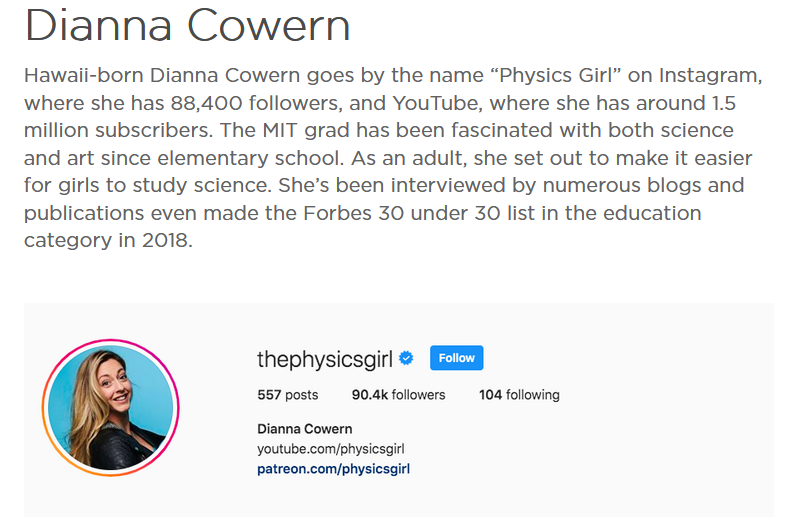 Dianna Cowern
Hawaii-born Dianna Cowern goes by the name “Physics Girl” on Instagram,
where she has 88,400 followers, and YouTube, where she has around 1.5
million subscribers. The MIT grad has been fascinated with both science
and art since elementary school. As an adult, she set out to make it easier
for girls to study science. She’s been interviewed by numerous blogs and
publications even made the Forbes 30 under 30 list in the education
category in 2018.
thephysicsgirl Follow
557 posts 90.4k followers 104 following
Dianna Cowern
youtube.com/physicsgirl
patreon.com/physicsgirl